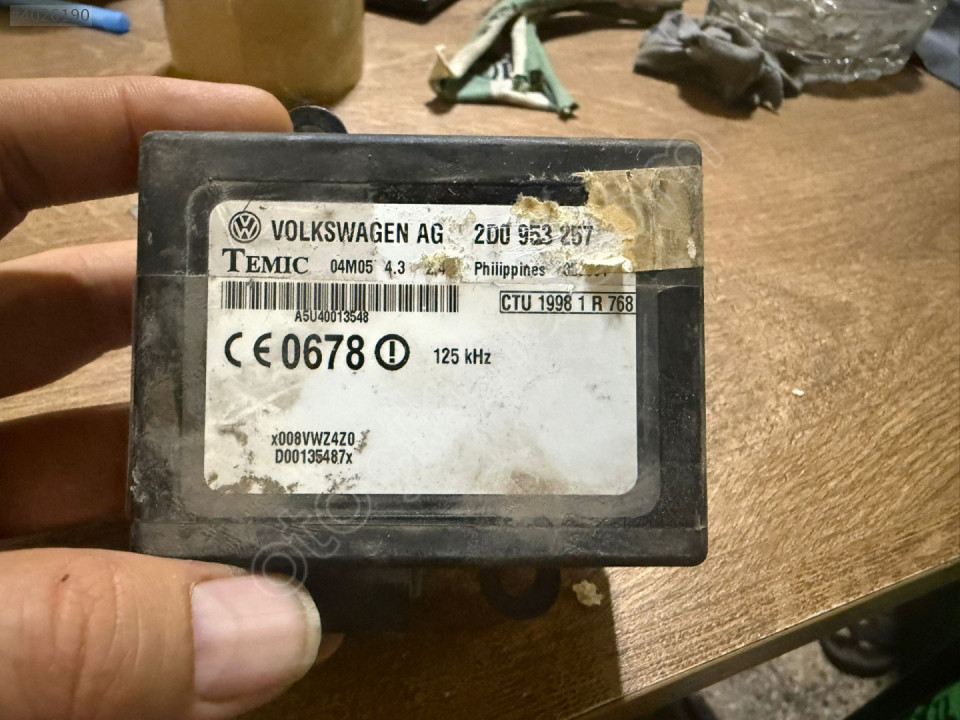 4026190
VOLKSWAGEN AG 2D0 953 257
TEMIC 04M05 4.3 2.4 Philippines
A5U40013548
CTU 1998 1 R 768
CE 0678 125 kHz
x008VWZ4Z0
D00135487x